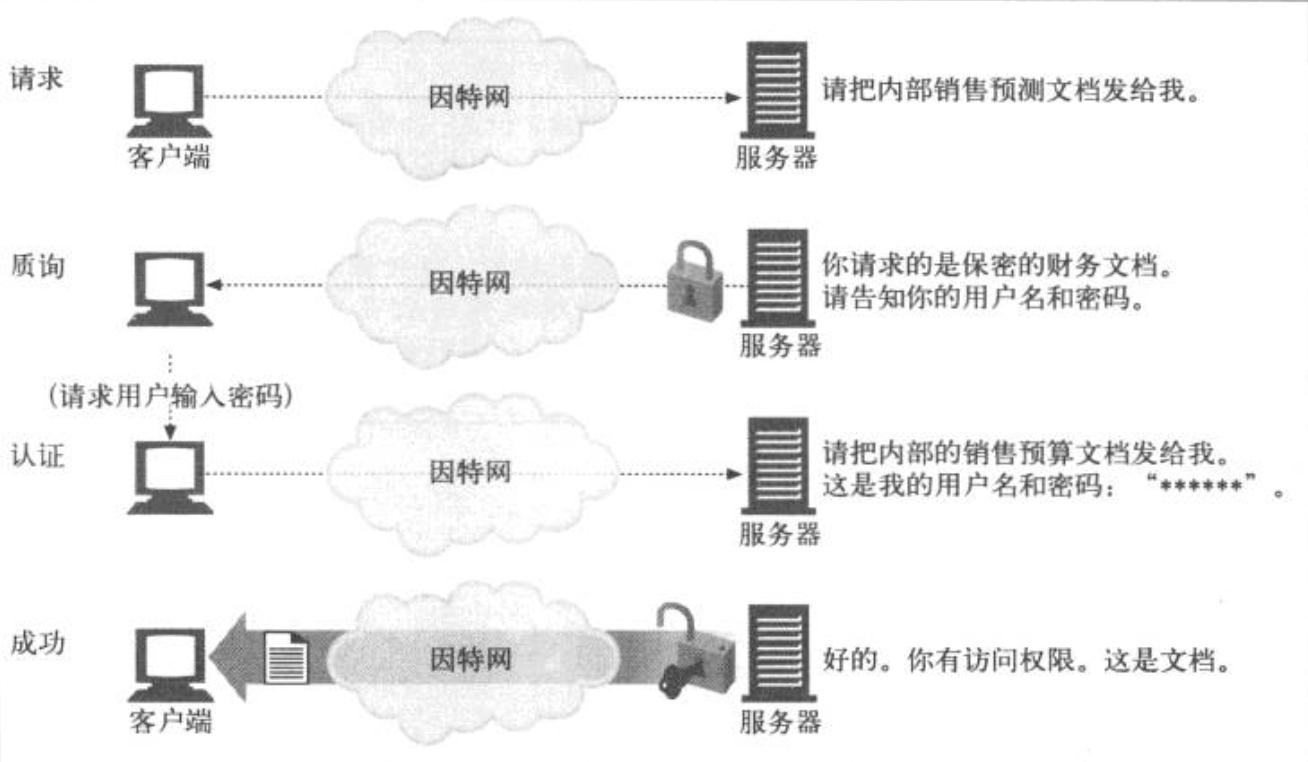 请求
因特网
请把内部销售预测文档发给我。
客户端
服务器
质询
因特网
你请求的是保密的财务文档。
请告知你的用户名和密码。
服务器
(请求用户输入密码)
认证
因特网
请把内部的销售预算文档发给我。
这是我的用户名和密码：“******”。
服务器
成功
因特网
好的。你有访问权限。这是文档。
客户端
服务器